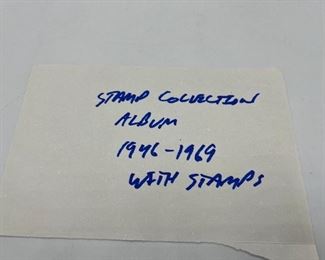 STAMP COLLECTION
ALBUM
1946-1969
WITH STAMPS